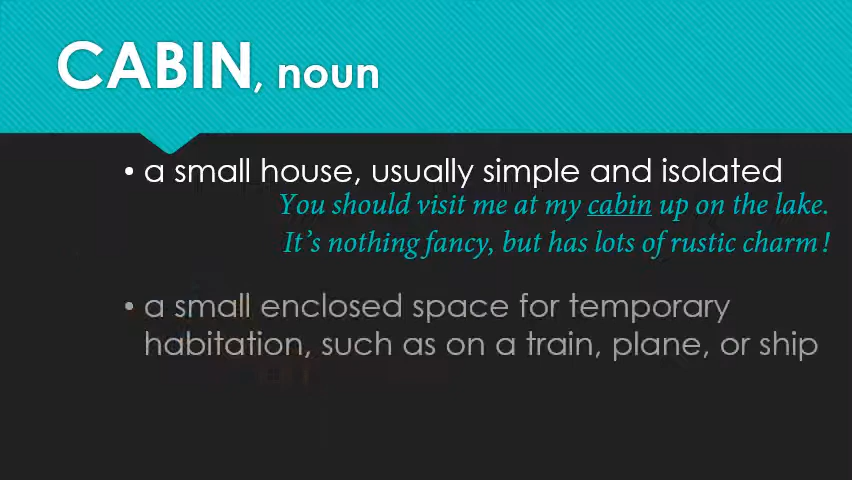 CABIN, noun
• a small house, usually simple and isolated
You should visit me at my cabin up on the lake.
It's nothing fancy, but has lots of rustic charm!
• a small enclosed space for temporary
habitation, such as on a train, plane, or ship